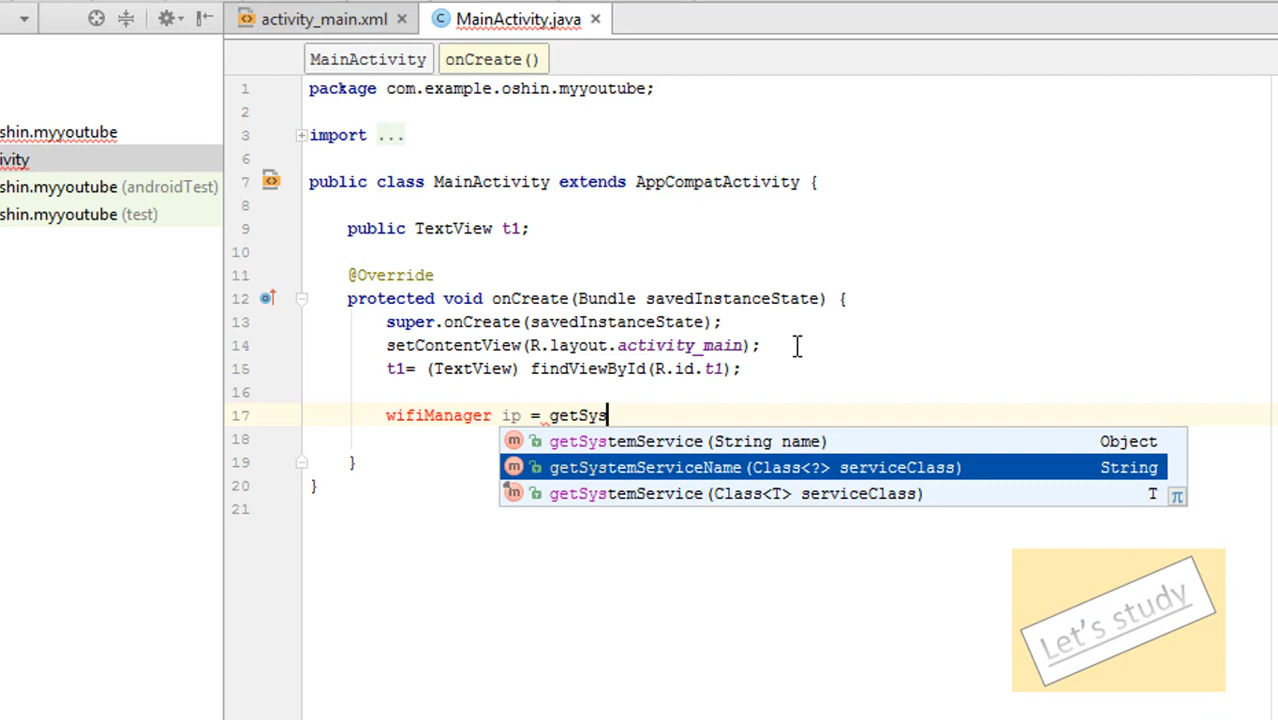 activity_main.xml
MainActivity.java
MainActivity
onCreate()
shin.myyoutube
ivity
shin.myyoutube (androidTest)
shin.myyoutube (test)
1 package com.example.oshin.myyoutube;
2
3 import ...
6
7 public class MainActivity extends AppCompatActivity {
8
9 public TextView t1;
10
11 @Override
12 protected void onCreate(Bundle savedInstanceState) {
13 super.onCreate(savedInstanceState);
14 setContentView(R.layout.activity_main);
15 t1= (TextView) findViewById(R.id.t1);
16
17 wifiManager ip = getSys
getSystemService(String name) Object
getSystemServiceName(Class<?> serviceClass) String
getSystemService(Class<T> serviceClass) T π
18
19 }
20 }
21
Let's study